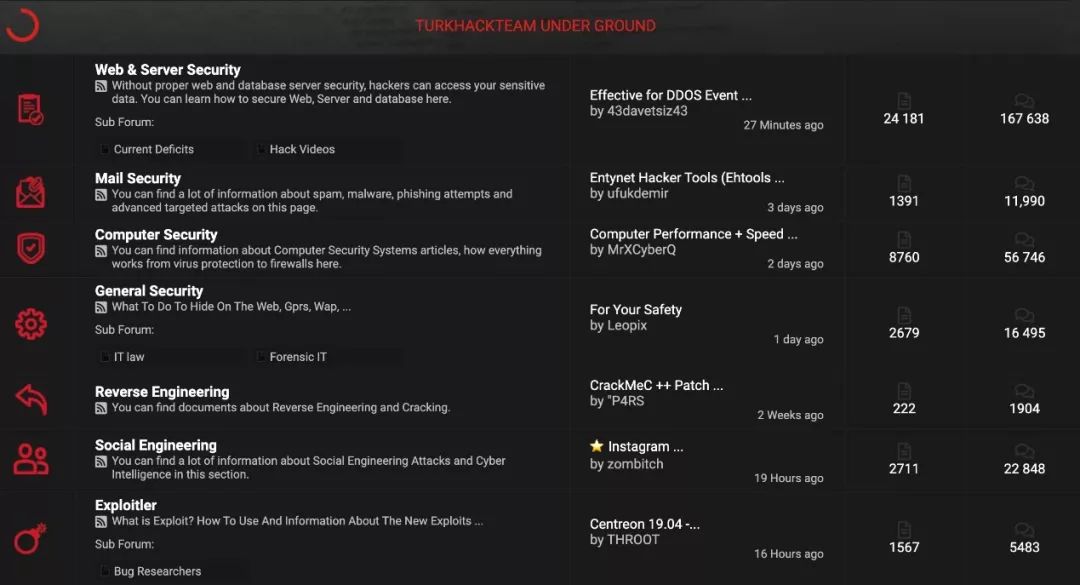 TURKHACKTEAM UNDER GROUND
Web & Server Security
Without proper web and database server security, hackers can access your sensitive
data. You can learn how to secure Web, Server and database here.
Sub Forum:
Current Deficits
Hack Videos
Effective for DDOS Event ...
by 43davetsiz43
27 Minutes ago
24 181
167 638
Mail Security
You can find a lot of information about spam, malware, phishing attempts and
advanced targeted attacks on this page.
Entynet Hacker Tools (Ehtools ...
by ufukdemir
3 days ago
1391
11,990
Computer Security
You can find information about Computer Security Systems articles, how everything
works from virus protection to firewalls here.
Computer Performance + Speed ...
by MrXCyberQ
2 days ago
8760
56 746
General Security
What To Do To Hide On The Web, Gprs, Wap, ...
Sub Forum:
IT law
Forensic IT
For Your Safety
by Leopix
1 day ago
2679
16 495
Reverse Engineering
You can find documents about Reverse Engineering and Cracking.
CrackMeC ++ Patch ...
by "P4RS
2 Weeks ago
222
1904
Social Engineering
You can find a lot of information about Social Engineering Attacks and Cyber
Intelligence in this section.
⭐ Instagram ...
by zombitch
19 Hours ago
2711
22 848
Exploitler
What is Exploit? How To Use And Information About The New Exploits ...
Sub Forum:
Bug Researchers
Centreon 19.04 -...
by THROOT
16 Hours ago
1567
5483